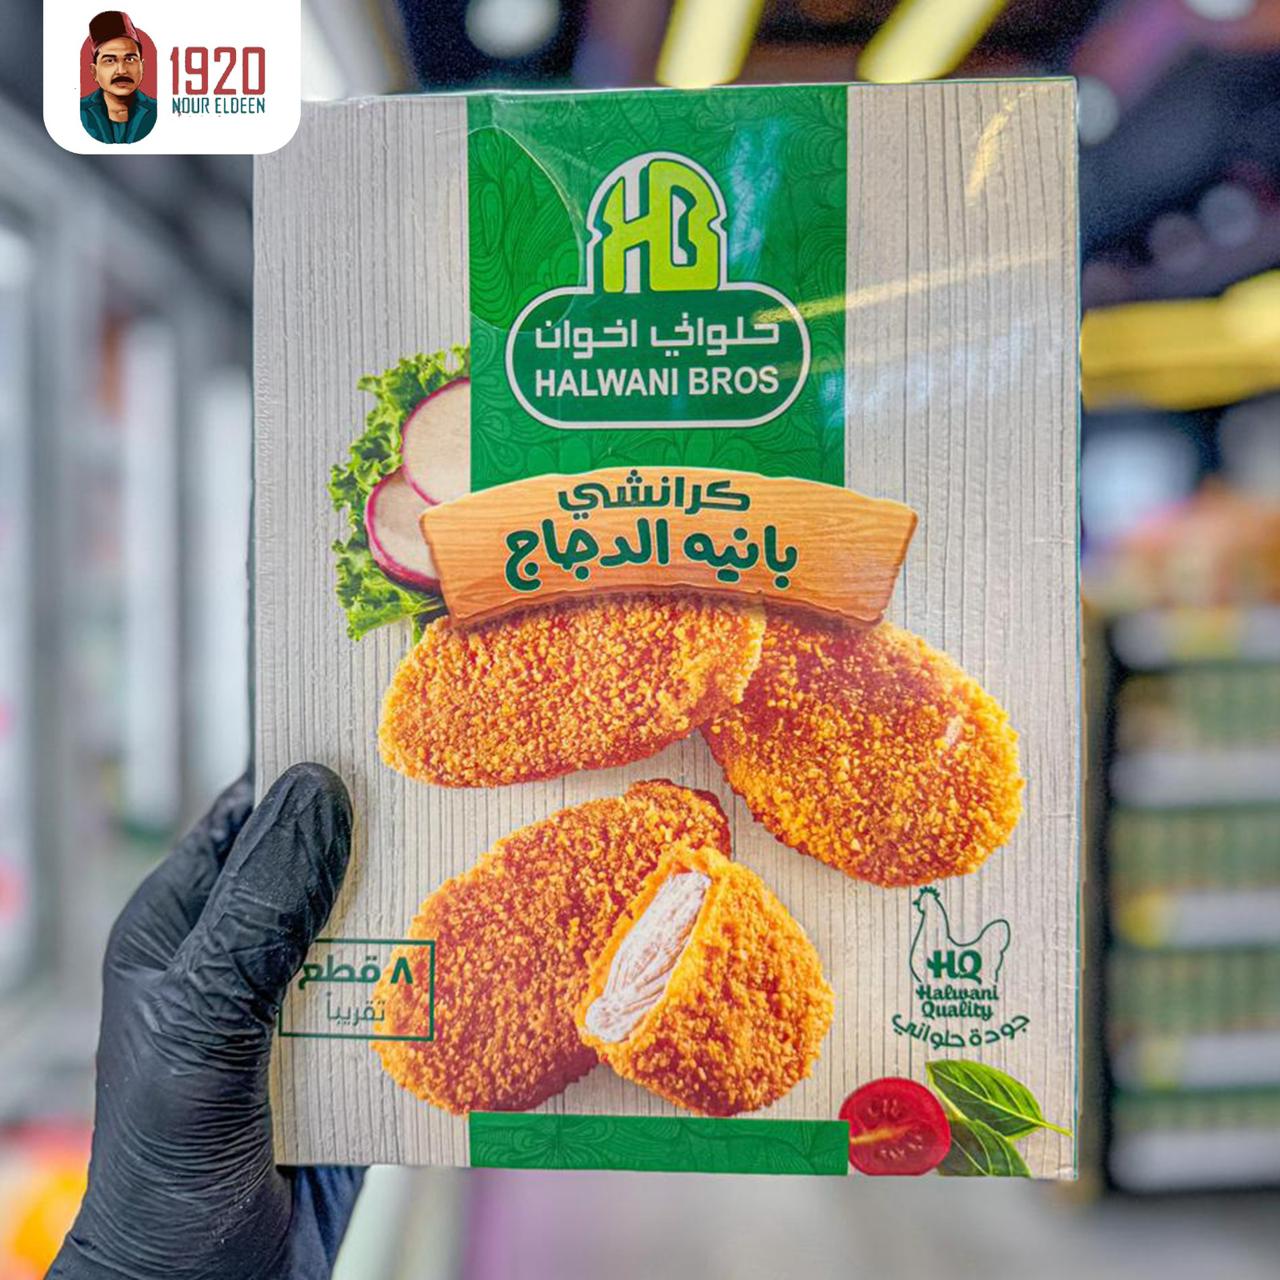 1920
NOUR ELDEEN
HB
حلواني اخوان
HALWANI BROS
كرانشي
بانيه الدجاج
٨ قطع
تقريباً
HQ
Halwani
Quality
جودة حلواني